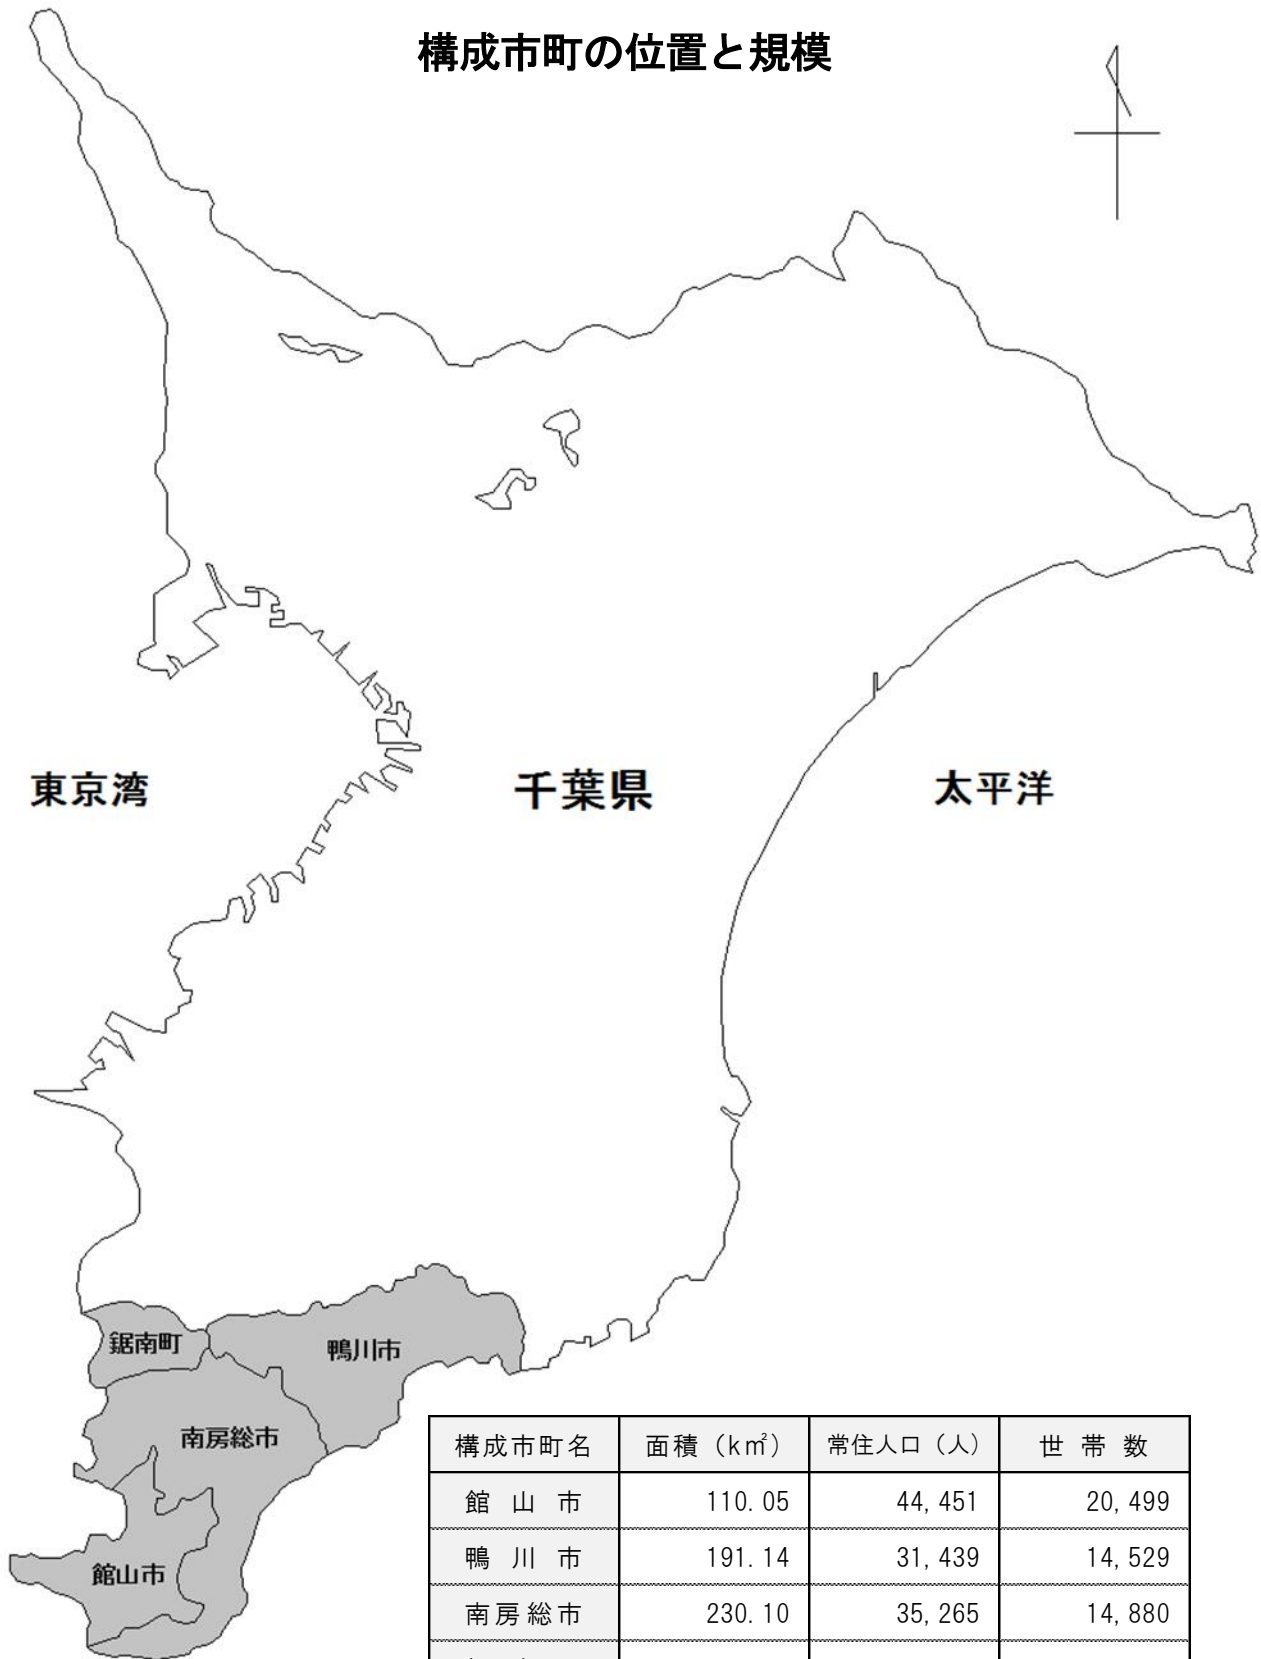 構成市町の位置と規模
東京湾
千葉県
太平洋
鋸南町
鴨川市
南房総市
館山市
構成市町名 面積（k㎡） 常住人口（人） 世帯数
館山市 110.05 44,451 20,499
鴨川市 191.14 31,439 14,529
南房総市 230.10 35,265 14,880